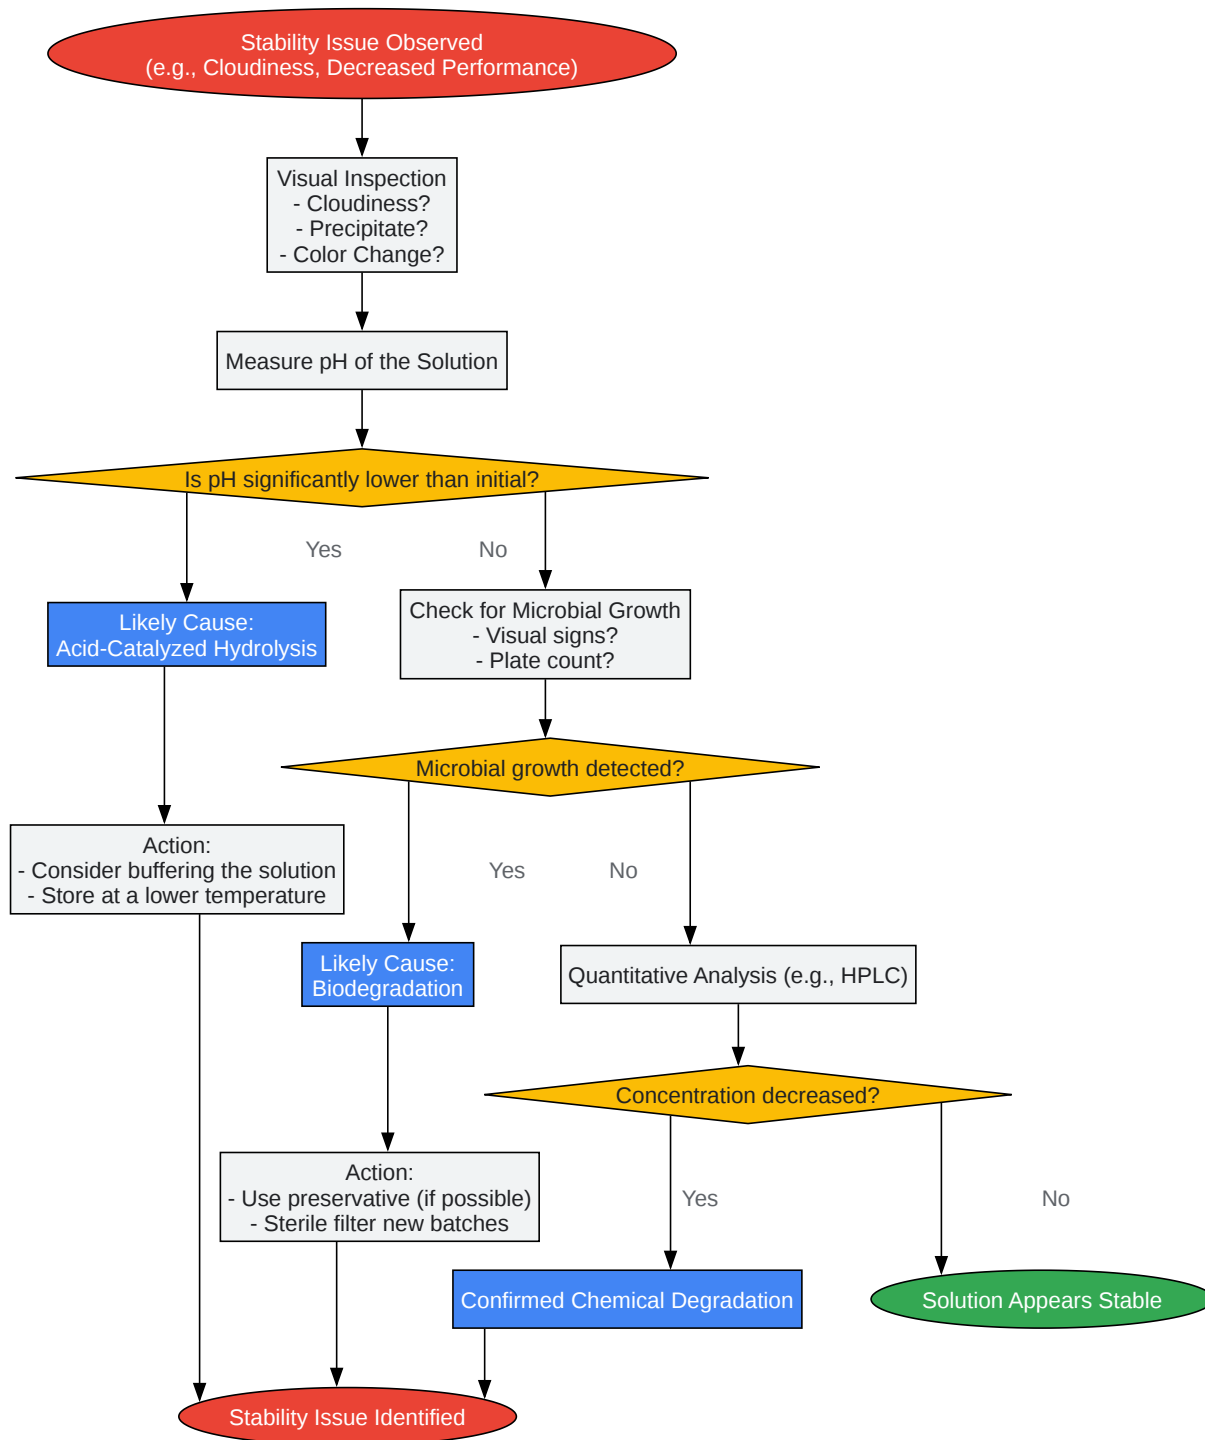 Stability Issue Observed
(e.g., Cloudiness, Decreased Performance)
Visual Inspection
- Cloudiness?
- Precipitate?
- Color Change?
Measure pH of the Solution
Is pH significantly lower than initial?
Yes
No
Likely Cause:
Acid-Catalyzed Hydrolysis
Check for Microbial Growth
- Visual signs?
- Plate count?
Microbial growth detected?
Action:
- Consider buffering the solution
- Store at a lower temperature
Yes
No
Likely Cause:
Biodegradation
Quantitative Analysis (e.g., HPLC)
Concentration decreased?
Action:
- Use preservative (if possible)
- Sterile filter new batches
Yes
No
Confirmed Chemical Degradation
Solution Appears Stable
Stability Issue Identified